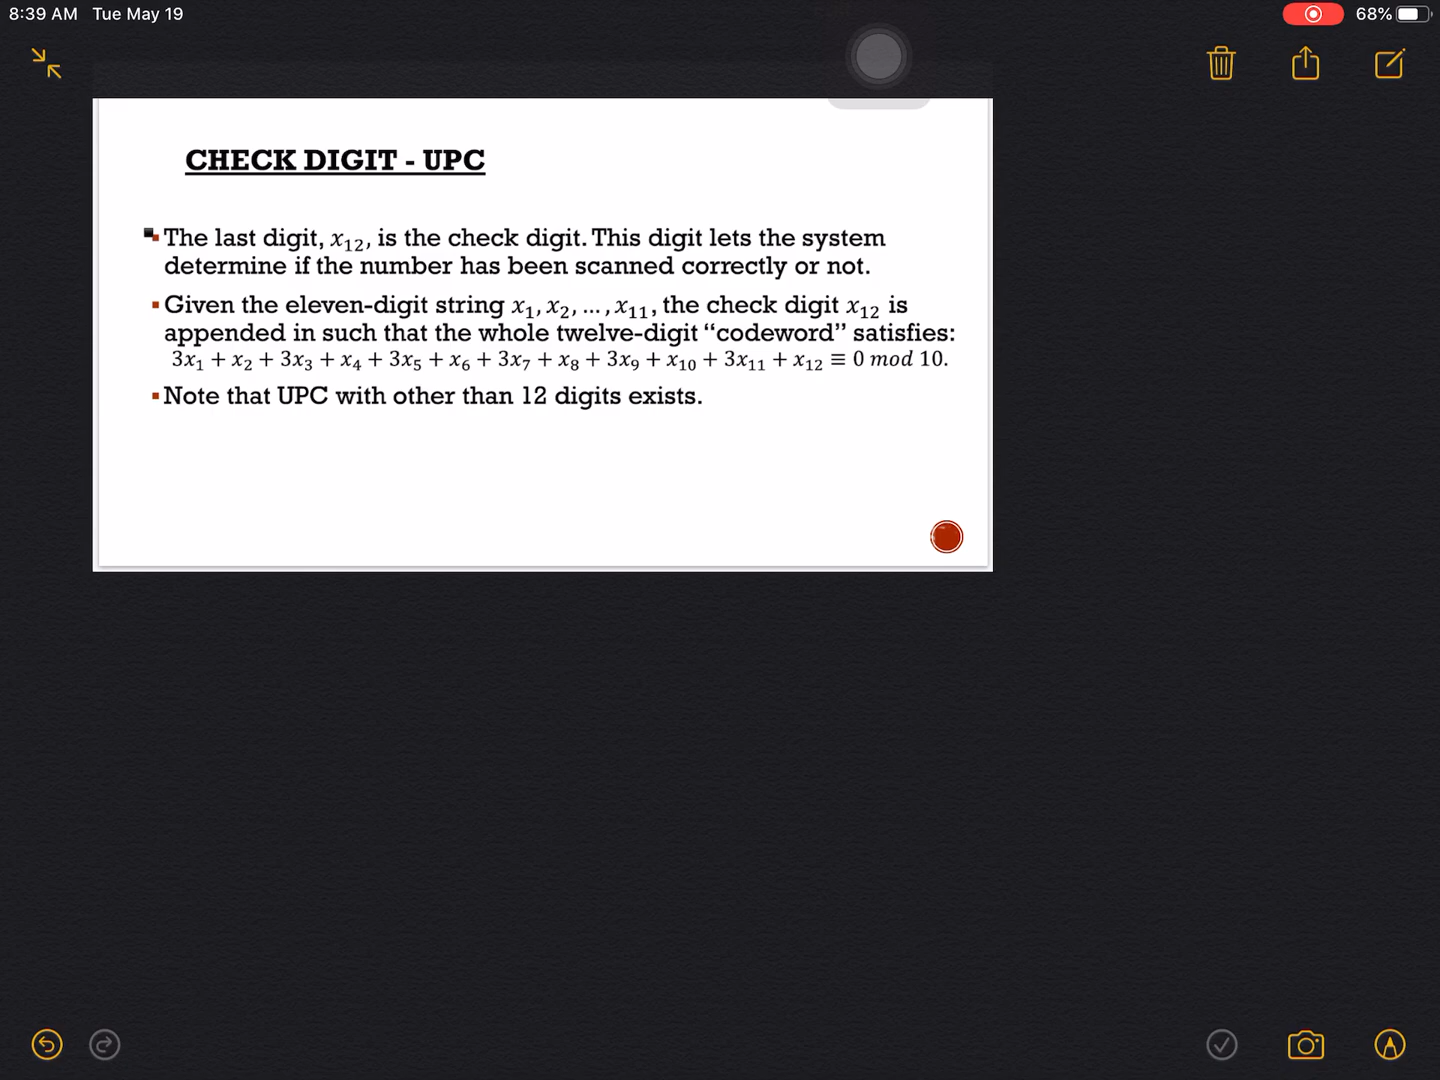 8:39 AM Tue May 19
68%
CHECK DIGIT - UPC
▪ The last digit, x₁₂, is the check digit. This digit lets the system
determine if the number has been scanned correctly or not.
▪ Given the eleven-digit string x₁, x₂, … , x₁₁, the check digit x₁₂ is
appended in such that the whole twelve-digit “codeword” satisfies:
3x₁ + x₂ + 3x₃ + x₄ + 3x₅ + x₆ + 3x₇ + x₈ + 3x₉ + x₁₀ + 3x₁₁ + x₁₂ ≡ 0 mod 10.
▪ Note that UPC with other than 12 digits exists.